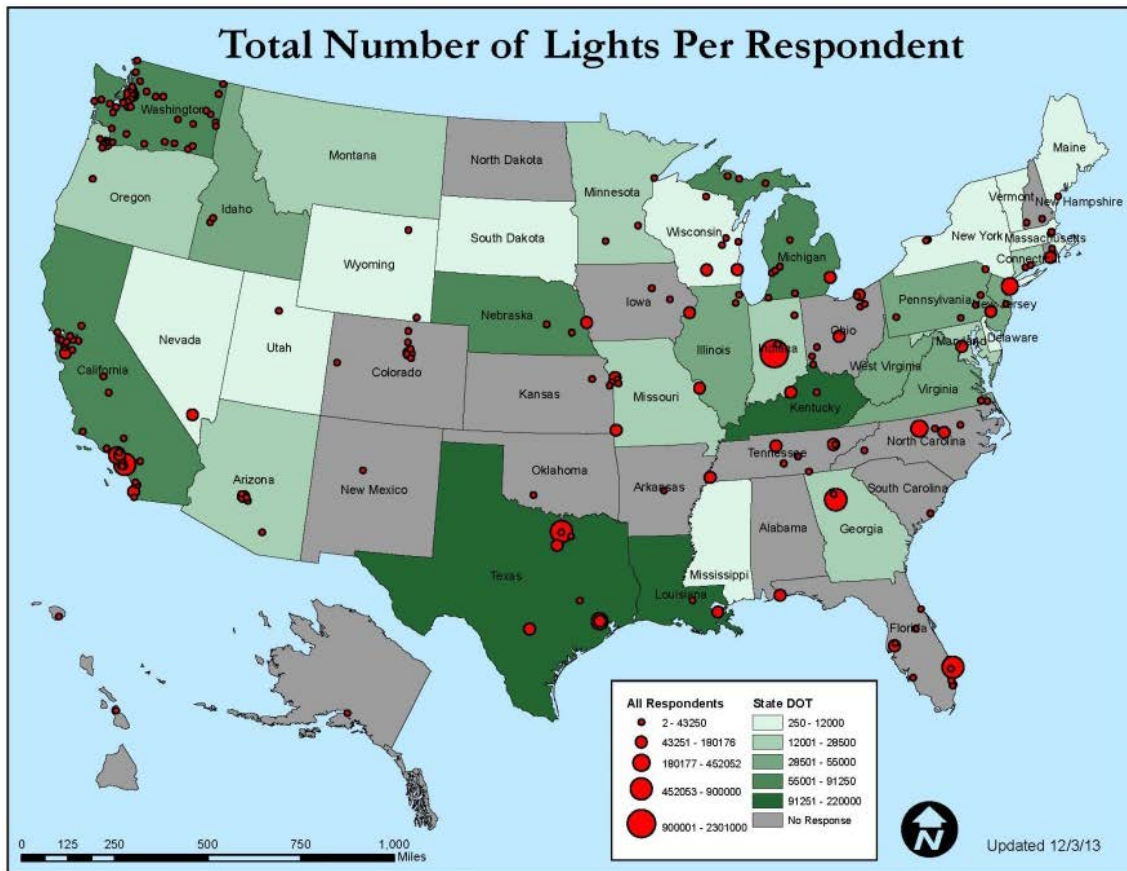 Total Number of Lights Per Respondent
Washington
Montana
North Dakota
Minnesota
Maine
Oregon
Idaho
Wyoming
South Dakota
Wisconsin
Michigan
Vermont
New Hampshire
New York
Massachusetts
Connecticut
Nevada
Utah
Colorado
Nebraska
Iowa
Illinois
Indiana
Ohio
Pennsylvania
New Jersey
Maryland
Delaware
West Virginia
Virginia
California
Kansas
Missouri
Kentucky
Arizona
New Mexico
Oklahoma
Arkansas
Tennessee
North Carolina
South Carolina
Texas
Louisiana
Mississippi
Alabama
Georgia
Florida
All Respondents
2 - 43250
43251 - 180176
180177 - 452052
452053 - 900000
900001 - 2301000
State DOT
250 - 12000
12001 - 28500
28501 - 55000
55001 - 91250
91251 - 220000
No Response
N
Updated 12/3/13
0 125 250 500 750 1,000
Miles